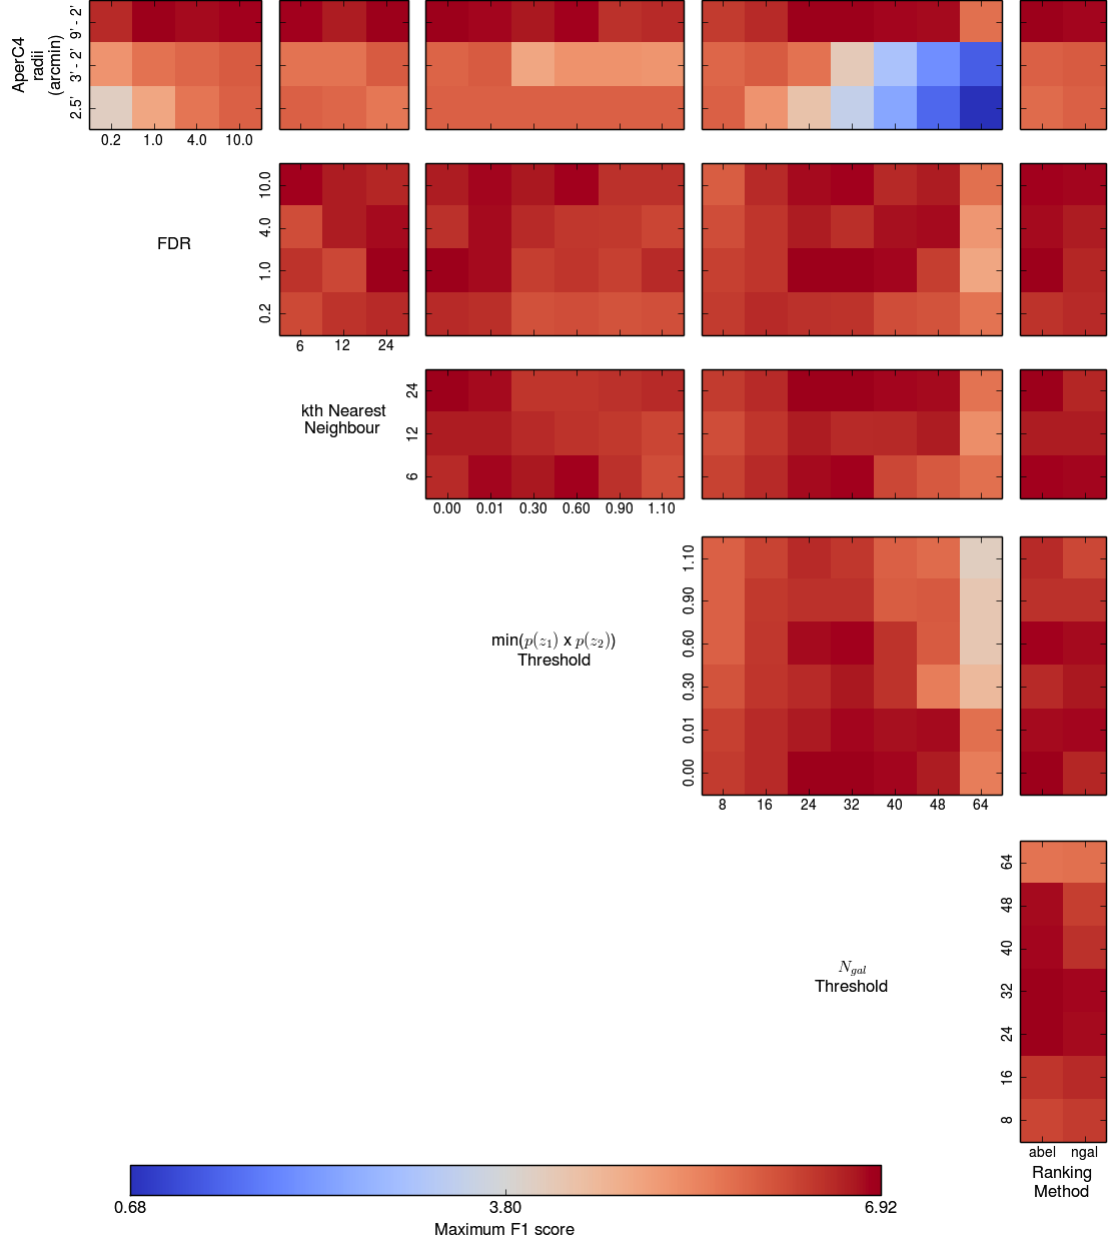 AperC4
radii
(arcmin)
9' - 2'
3' - 2'
2.5'
0.2 1.0 4.0 10.0
FDR
10.0
4.0
1.0
0.2
6 12 24
kth Nearest
Neighbour
24
12
6
0.00 0.01 0.30 0.60 0.90 1.10
min(p(z₁) x p(z₂))
Threshold
1.10
0.90
0.60
0.30
0.01
0.00
8 16 24 32 40 48 64
N_gal
Threshold
64
48
40
32
24
16
8
abel ngal
Ranking
Method
0.68 3.80 6.92
Maximum F1 score